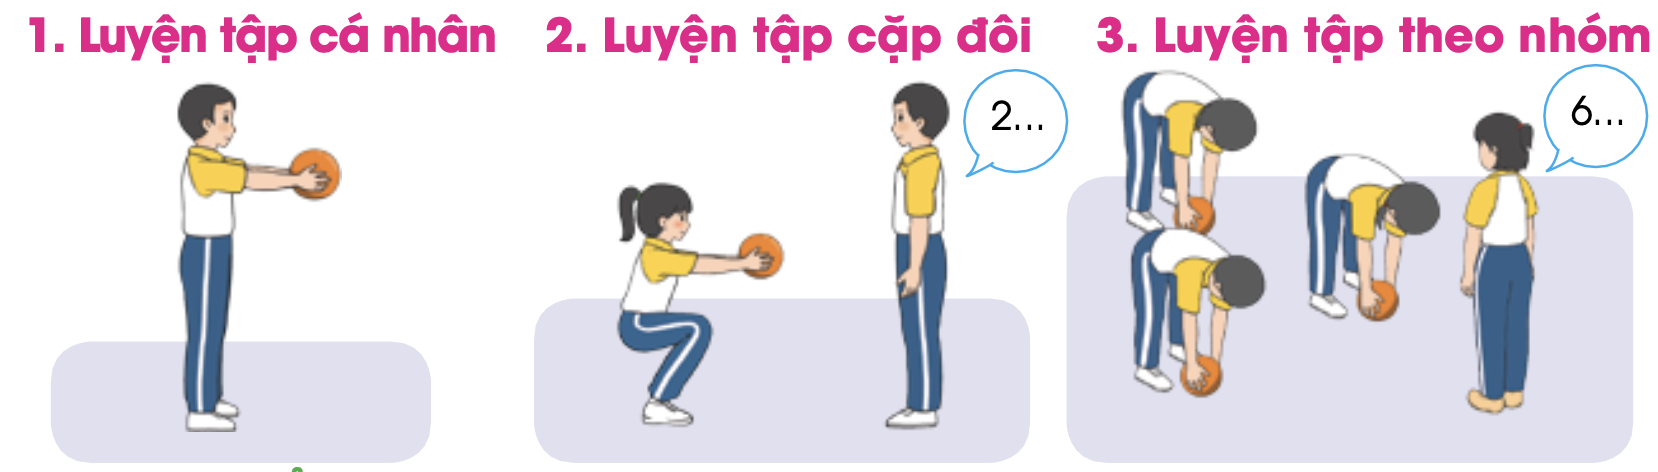 1. Luyện tập cá nhân
2. Luyện tập cặp đôi
3. Luyện tập theo nhóm
2...
6...